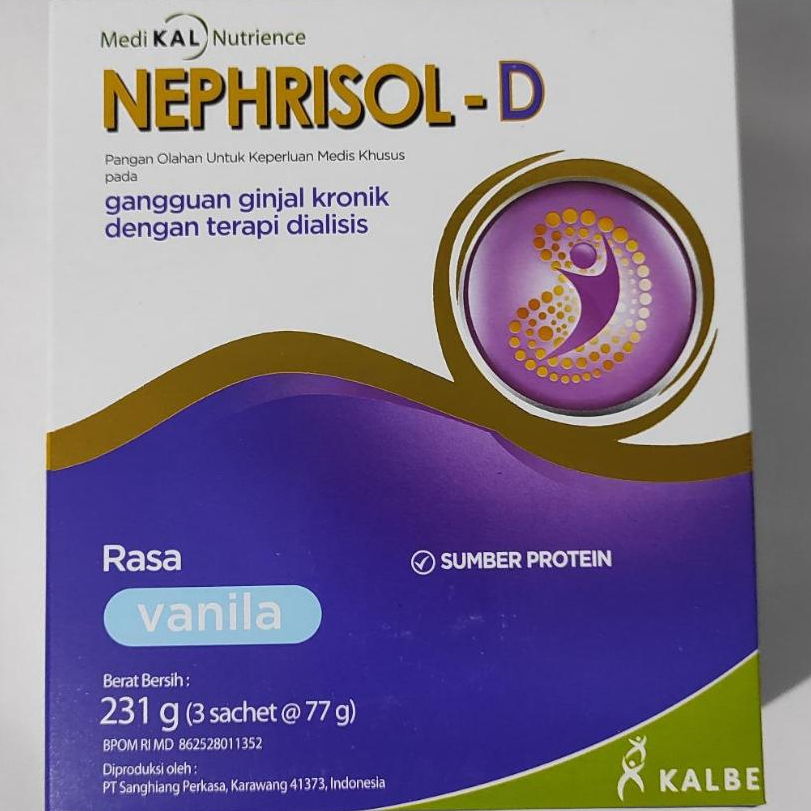 Medi KAL Nutrience
NEPHRISOL-D
Pangan Olahan Untuk Keperluan Medis Khusus
pada
gangguan ginjal kronik
dengan terapi dialisis
Rasa
vanila
SUMBER PROTEIN
Berat Bersih :
231 g (3 sachet @ 77 g)
BPOM RI MD 862528011352
Diproduksi oleh :
PT Sanghiang Perkasa, Karawang 41373, Indonesia
KALBE